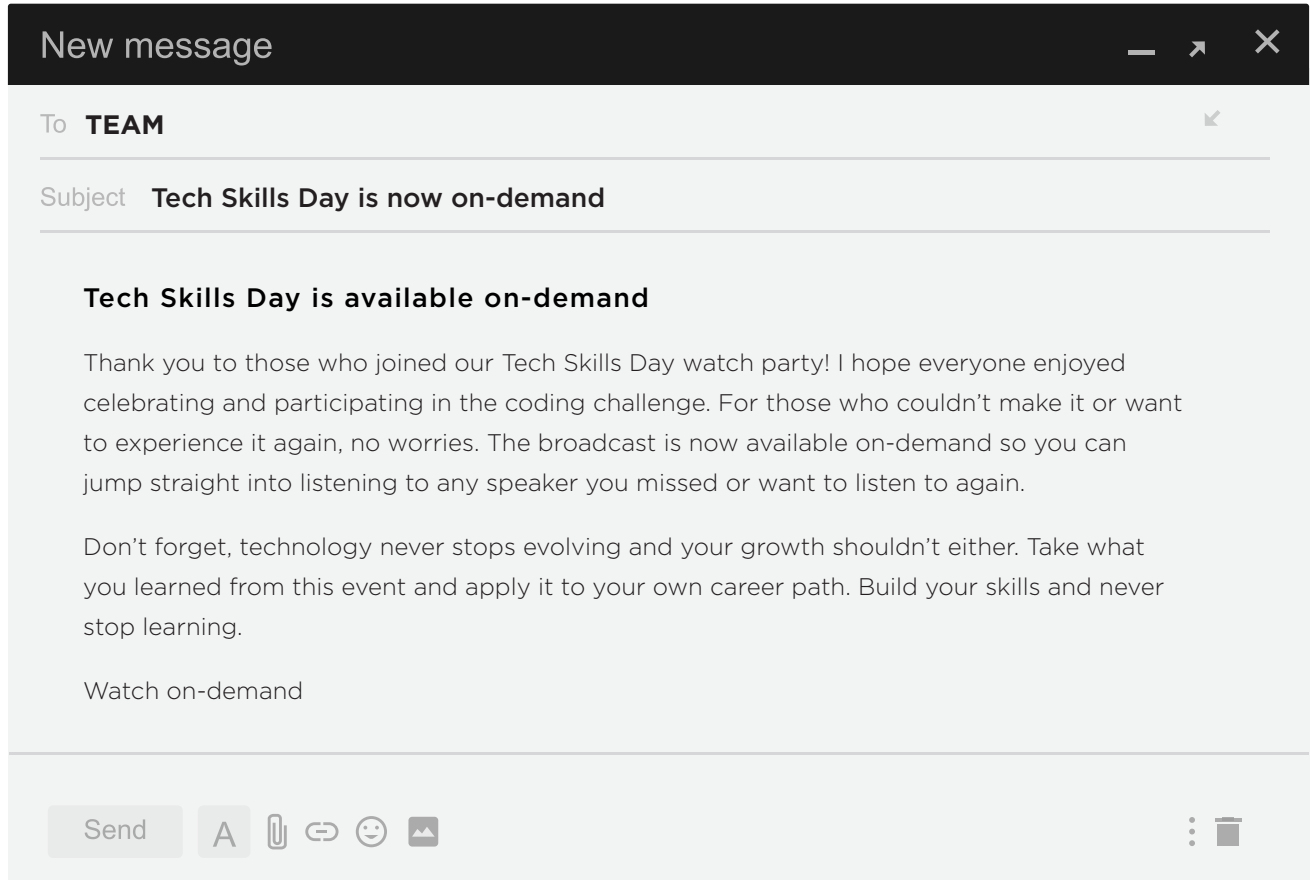 New message
To TEAM
Subject Tech Skills Day is now on-demand
Tech Skills Day is available on-demand
Thank you to those who joined our Tech Skills Day watch party! I hope everyone enjoyed
celebrating and participating in the coding challenge. For those who couldn’t make it or want
to experience it again, no worries. The broadcast is now available on-demand so you can
jump straight into listening to any speaker you missed or want to listen to again.
Don’t forget, technology never stops evolving and your growth shouldn’t either. Take what
you learned from this event and apply it to your own career path. Build your skills and never
stop learning.
Watch on-demand
Send A